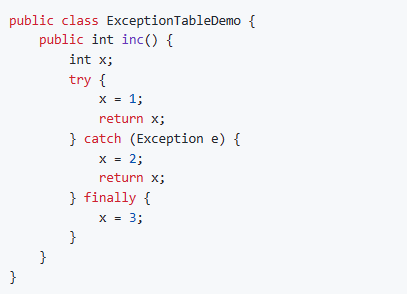 public class ExceptionTableDemo {
    public int inc() {
        int x;
        try {
            x = 1;
            return x;
        } catch (Exception e) {
            x = 2;
            return x;
        } finally {
            x = 3;
        }
    }
}